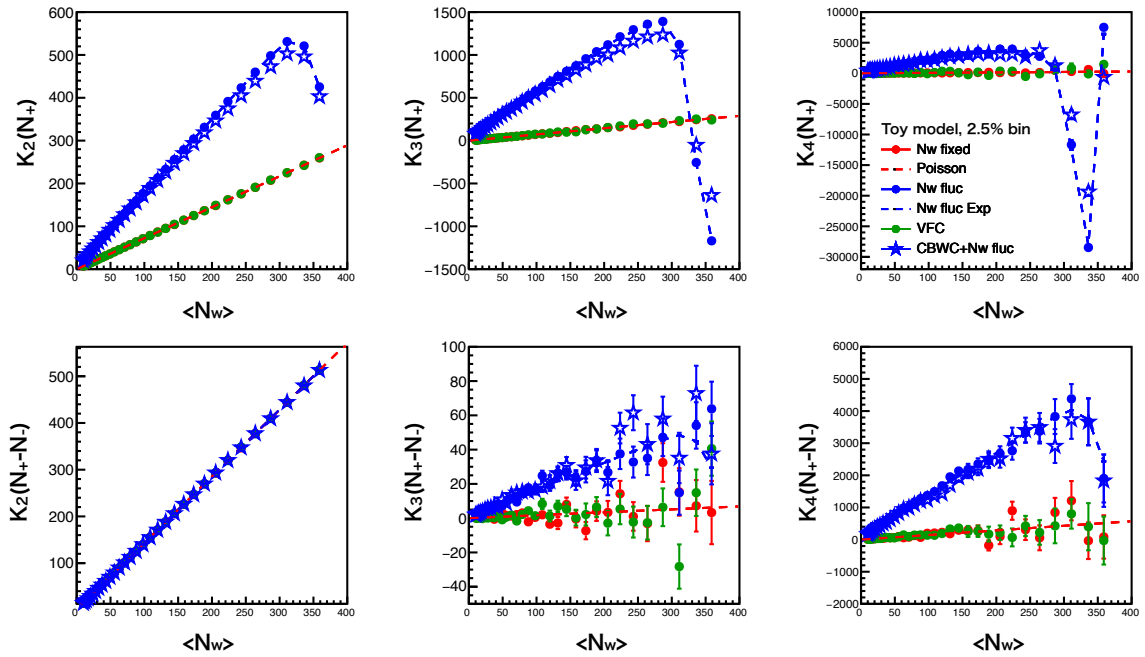 K2(N+)
600
500
400
300
200
100
0
0 50 100 150 200 250 300 350 400
<Nw>
K3(N+)
1500
1000
500
0
−500
−1000
−1500
0 50 100 150 200 250 300 350 400
<Nw>
K4(N+)
10000
5000
0
−5000
−10000
−15000
−20000
−25000
−30000
0 50 100 150 200 250 300 350 400
<Nw>
Toy model, 2.5% bin
Nw fixed
Poisson
Nw fluc
Nw fluc Exp
VFC
CBWC+Nw fluc
K2(N+-N-)
500
400
300
200
100
0 50 100 150 200 250 300 350 400
<Nw>
K3(N+-N-)
100
80
60
40
20
0
−20
−40
0 50 100 150 200 250 300 350 400
<Nw>
K4(N+-N-)
6000
5000
4000
3000
2000
1000
0
−1000
−2000
0 50 100 150 200 250 300 350 400
<Nw>